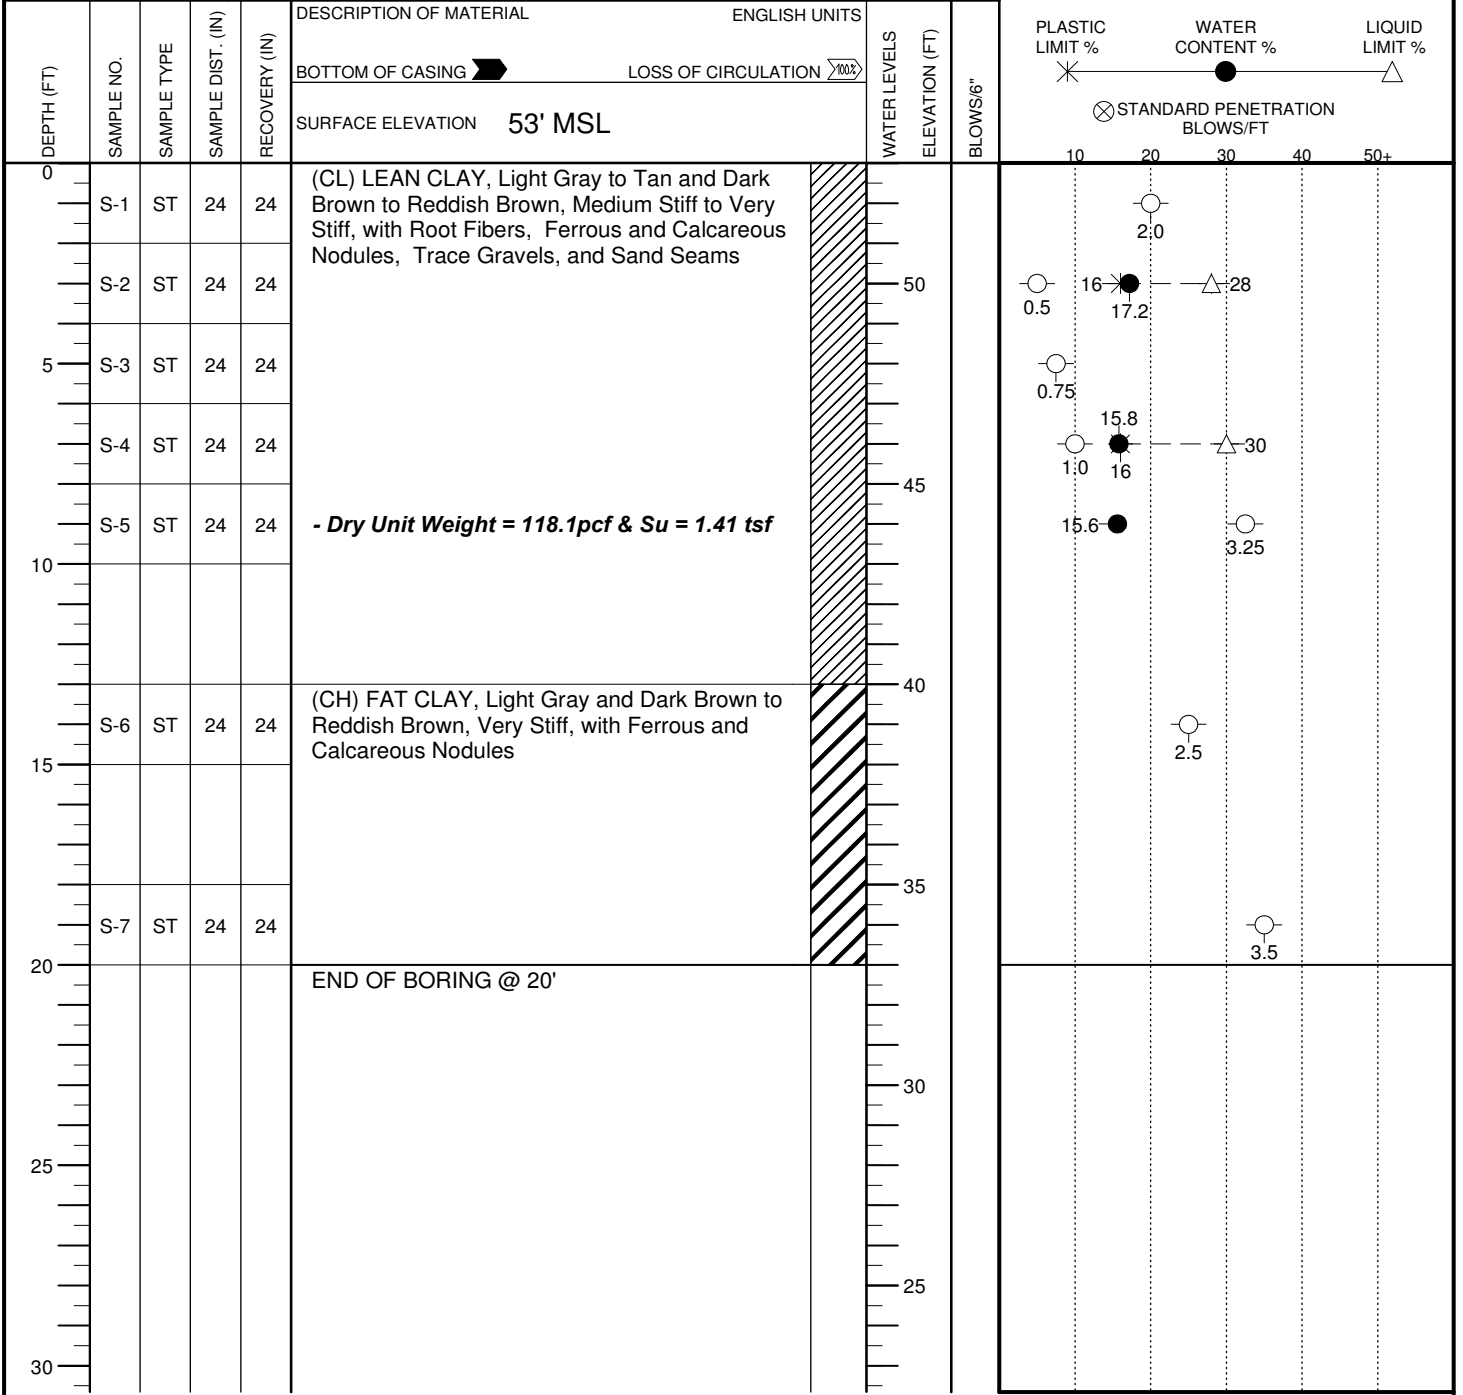 DEPTH (FT)
SAMPLE NO.
SAMPLE TYPE
SAMPLE DIST. (IN)
RECOVERY (IN)
DESCRIPTION OF MATERIAL ENGLISH UNITS
BOTTOM OF CASING LOSS OF CIRCULATION 100%
SURFACE ELEVATION 53' MSL
WATER LEVELS
ELEVATION (FT)
BLOWS/6"
PLASTIC LIMIT %
WATER CONTENT %
LIQUID LIMIT %
STANDARD PENETRATION
BLOWS/FT
10 20 30 40 50+
0
(CL) LEAN CLAY, Light Gray to Tan and Dark
S-1 ST 24 24 Brown to Reddish Brown, Medium Stiff to Very
Stiff, with Root Fibers, Ferrous and Calcareous
2.0
Nodules, Trace Gravels, and Sand Seams
S-2 ST 24 24 50 16 28
0.5 17.2
5 S-3 ST 24 24
0.75
15.8
S-4 ST 24 24 30
1.0 16
45
S-5 ST 24 24 - Dry Unit Weight = 118.1pcf & Su = 1.41 tsf 15.6
3.25
10
40
(CH) FAT CLAY, Light Gray and Dark Brown to
S-6 ST 24 24 Reddish Brown, Very Stiff, with Ferrous and
Calcareous Nodules 2.5
15
35
S-7 ST 24 24
3.5
20
END OF BORING @ 20'
30
25
25
30